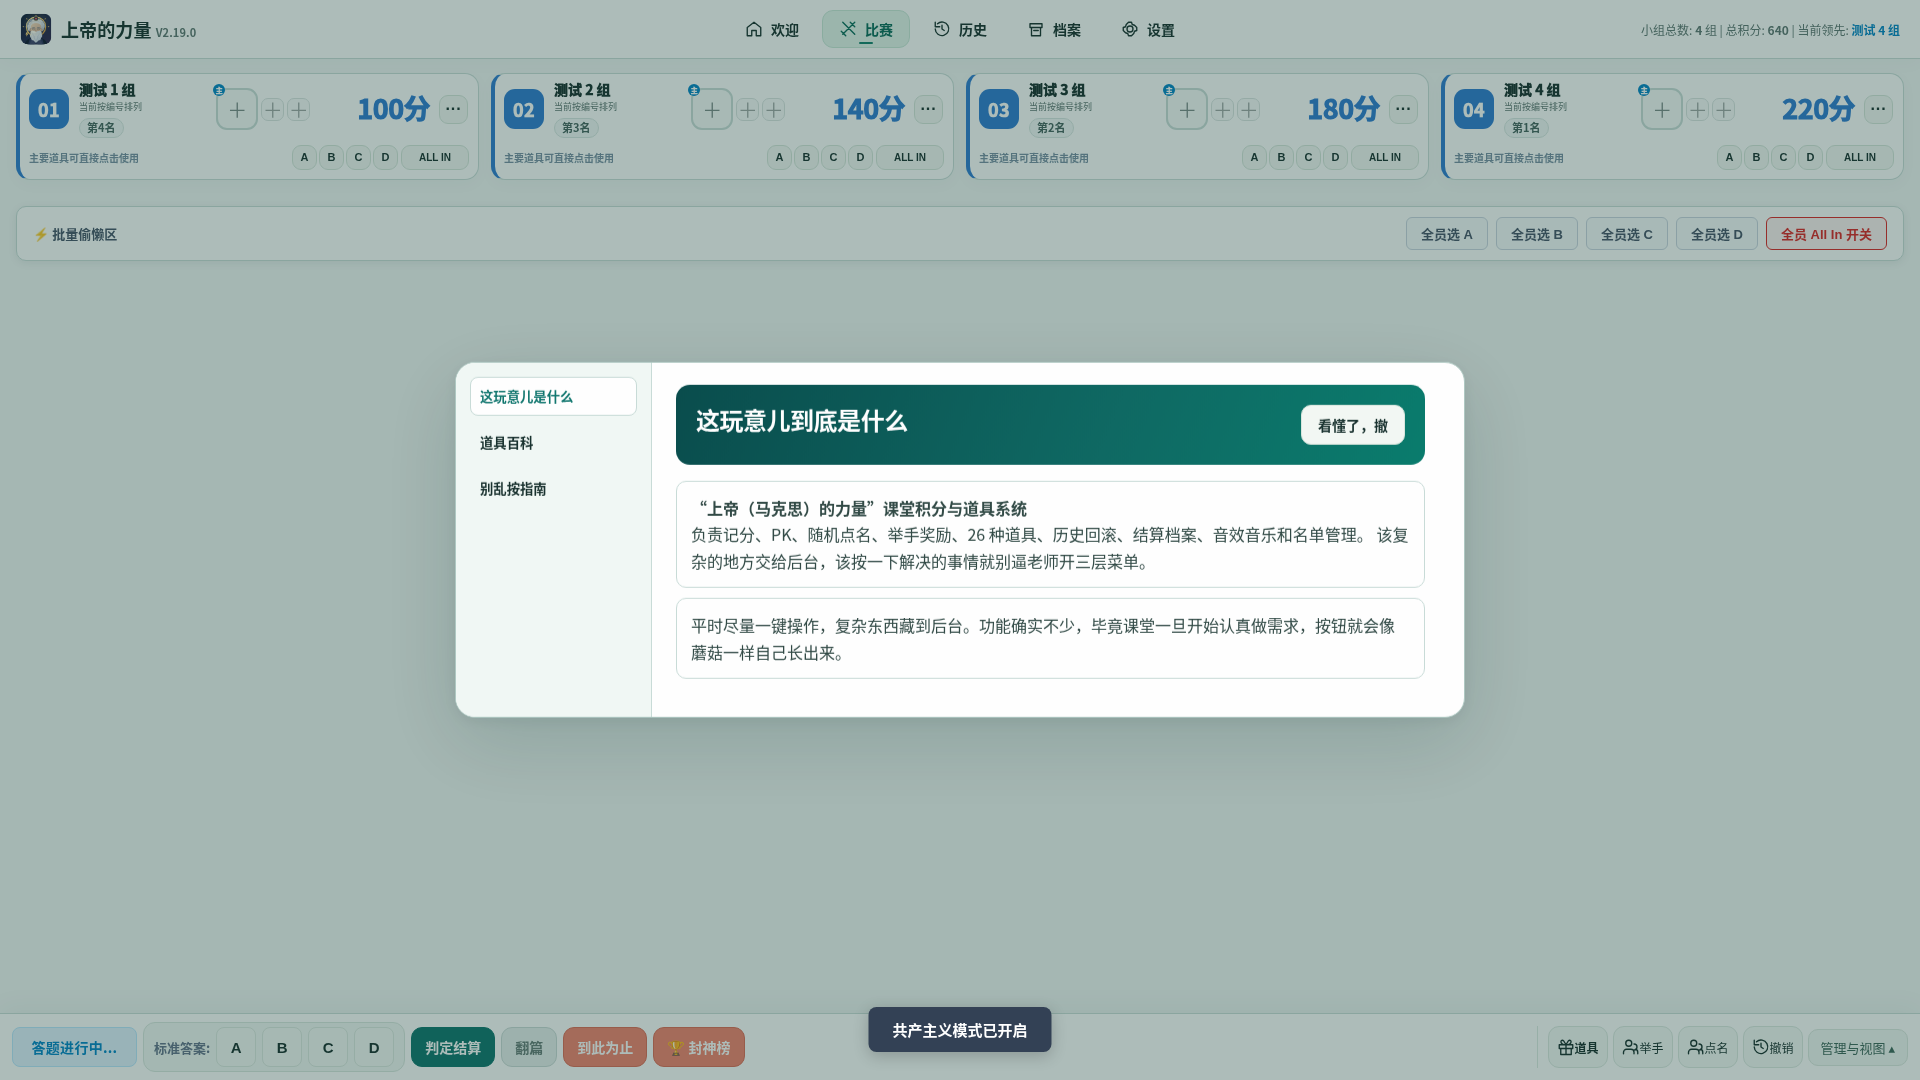 上帝的力量 V2.19.0
欢迎
比赛
历史
档案
设置
小组总数: 4 组 | 总积分: 640 | 当前领先: 测试 4 组
01
测试 1 组
当前按编号排列
第4名
主
100分
主要道具可直接点击使用
A B C D ALL IN
02
测试 2 组
当前按编号排列
第3名
主
140分
主要道具可直接点击使用
A B C D ALL IN
03
测试 3 组
当前按编号排列
第2名
主
180分
主要道具可直接点击使用
A B C D ALL IN
04
测试 4 组
当前按编号排列
第1名
主
220分
主要道具可直接点击使用
A B C D ALL IN
⚡ 批量偷懒区
全员选 A
全员选 B
全员选 C
全员选 D
全员 All In 开关
这玩意儿是什么
道具百科
别乱按指南
这玩意儿到底是什么
看懂了，撤
“上帝（马克思）的力量”课堂积分与道具系统
负责记分、PK、随机点名、举手奖励、26 种道具、历史回滚、结算档案、音效音乐和名单管理。 该复
杂的地方交给后台，该按一下解决的事情就别逼老师开三层菜单。
平时尽量一键操作，复杂东西藏到后台。功能确实不少，毕竟课堂一旦开始认真做需求，按钮就会像
蘑菇一样自己长出来。
共产主义模式已开启
答题进行中...
标准答案: A B C D
判定结算
翻篇
到此为止
🏆 封神榜
道具
举手
点名
撤销
管理与视图 ▴